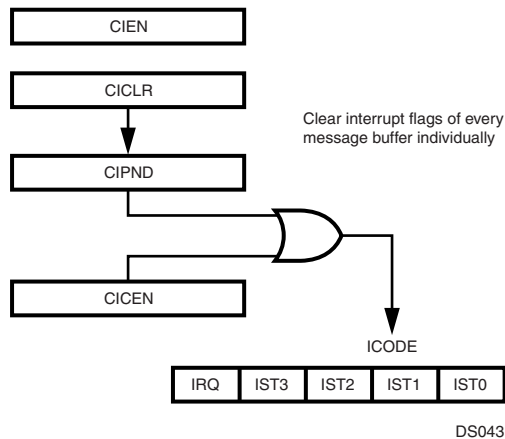 CIEN
CICLR
Clear interrupt flags of every
message buffer individually
CIPND
CICEN
ICODE
IRQ IST3 IST2 IST1 IST0
DS043